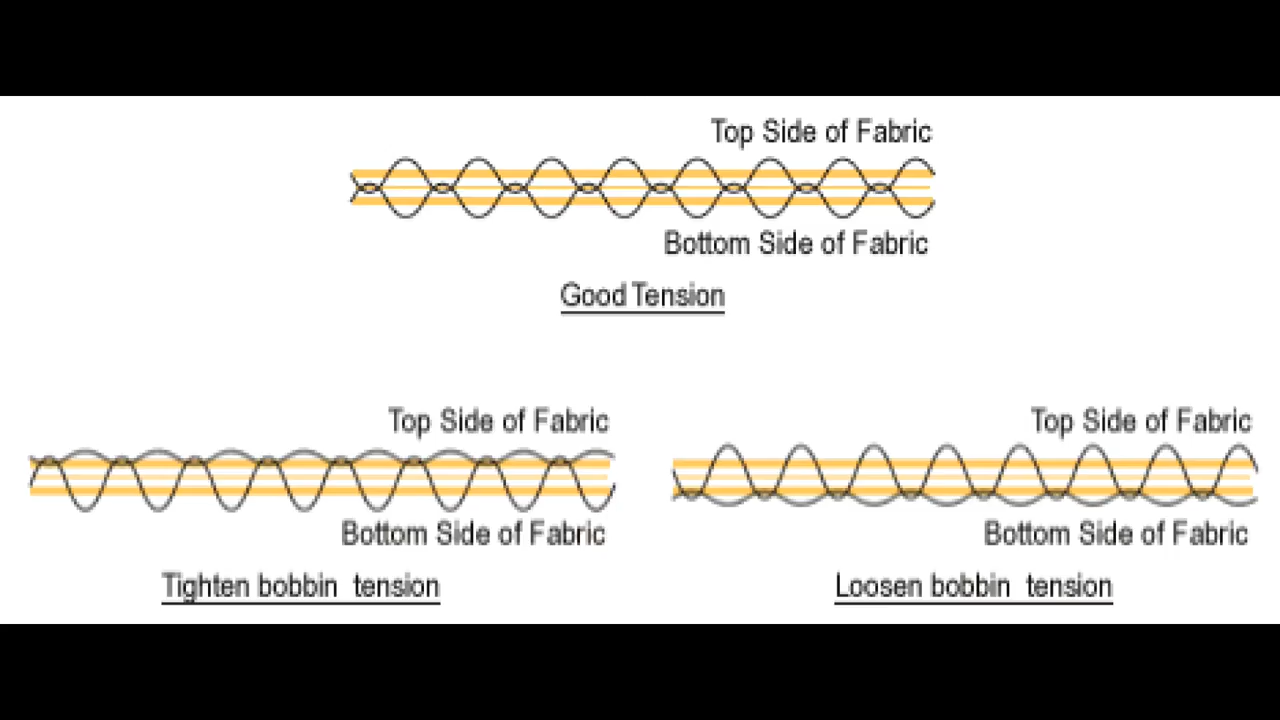 Top Side of Fabric
Bottom Side of Fabric
Good Tension
Top Side of Fabric
Bottom Side of Fabric
Tighten bobbin tension
Top Side of Fabric
Bottom Side of Fabric
Loosen bobbin tension